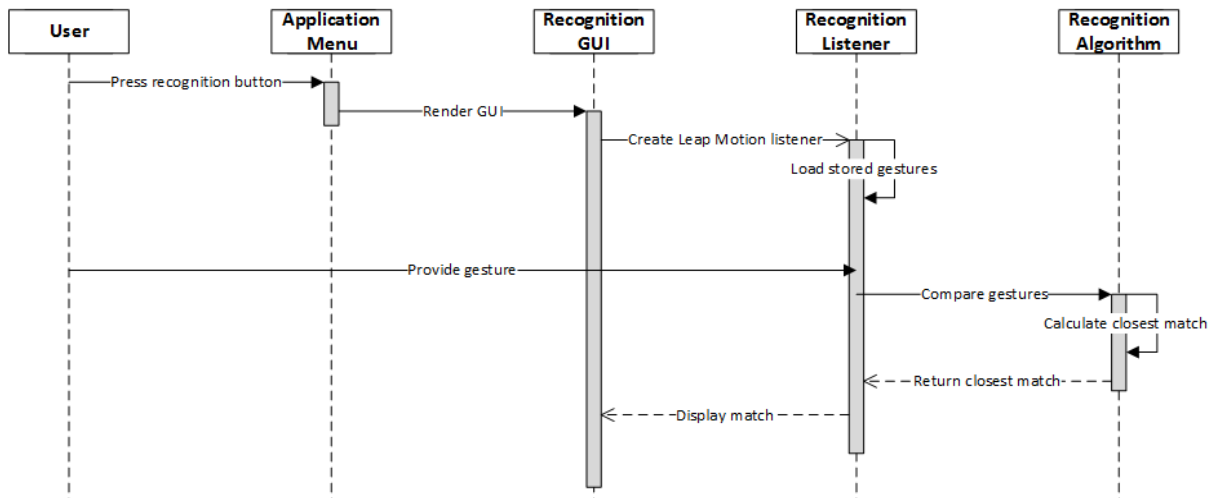 User
Application
Menu
Recognition
GUI
Recognition
Listener
Recognition
Algorithm
Press recognition button
Render GUI
Create Leap Motion listener
Load stored gestures
Provide gesture
Compare gestures
Calculate closest match
Return closest match
Display match